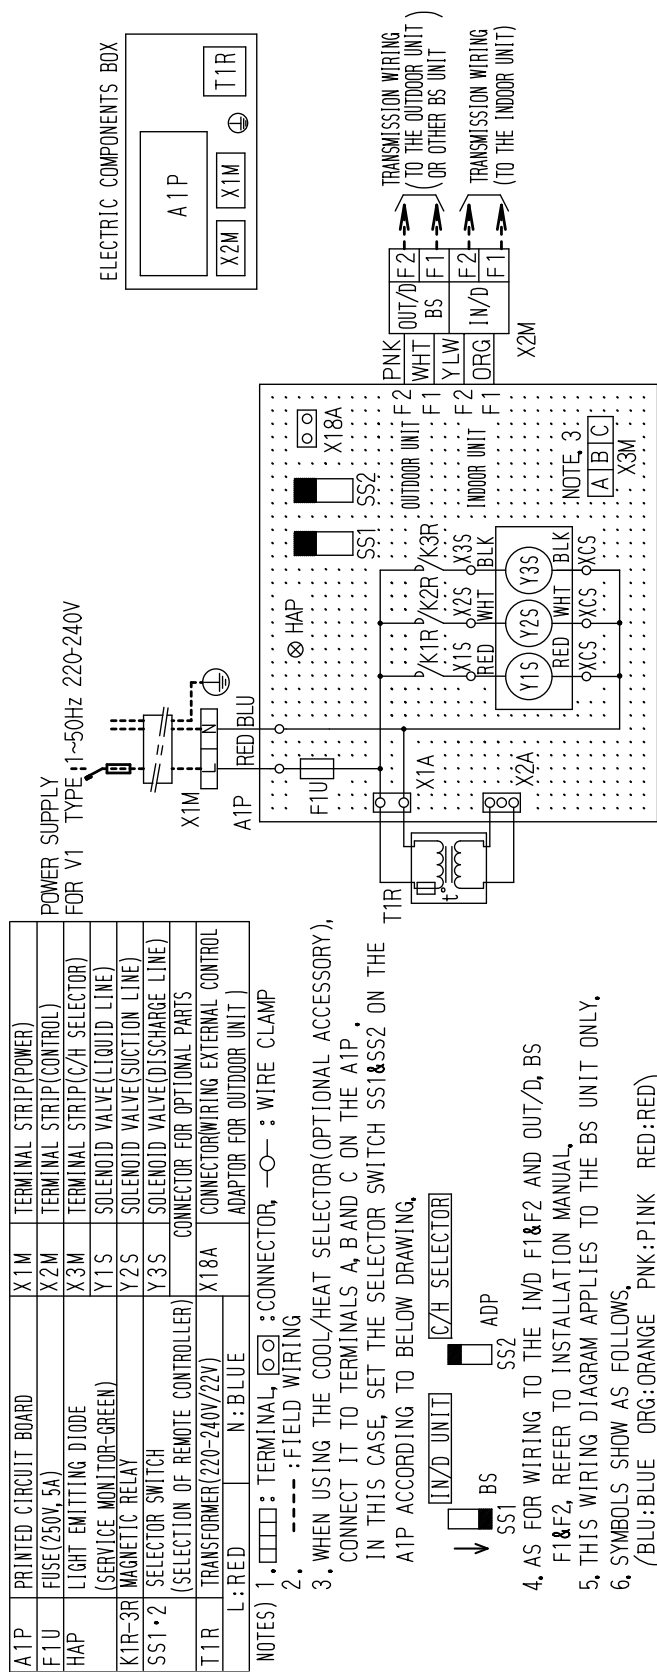 A1P PRINTED CIRCUIT BOARD X1M TERMINAL STRIP(POWER)
F1U FUSE(250V, 5A) X2M TERMINAL STRIP(CONTROL)
HAP LIGHT EMITTING DIODE X3M TERMINAL STRIP(C/H SELECTOR)
(SERVICE MONITOR-GREEN) Y1S SOLENOID VALVE(LIQUID LINE)
K1R-3R MAGNETIC RELAY Y2S SOLENOID VALVE(SUCTION LINE)
SS1･2 SELECTOR SWITCH Y3S SOLENOID VALVE(DISCHARGE LINE)
(SELECTION OF REMOTE CONTROLLER) CONNECTOR FOR OPTIONAL PARTS
T1R TRANSFORMER(220-240V/22V) X18A CONNECTOR(WIRING EXTERNAL CONTROL
L:RED N:BLUE ADAPTOR FOR OUTDOOR UNIT)
NOTES) 1. : TERMINAL, :CONNECTOR, : WIRE CLAMP
2. ---- :FIELD WIRING
3. WHEN USING THE COOL/HEAT SELECTOR(OPTIONAL ACCESSORY),
CONNECT IT TO TERMINALS A, B AND C ON THE A1P.
IN THIS CASE, SET THE SELECTOR SWITCH SS1&SS2 ON THE
A1P ACCORDING TO BELOW DRAWING.
IN/D UNIT C/H SELECTOR
BS ADP
SS1 SS2
4. AS FOR WIRING TO THE IN/D F1&F2 AND OUT/D, BS
F1&F2, REFER TO INSTALLATION MANUAL.
5. THIS WIRING DIAGRAM APPLIES TO THE BS UNIT ONLY.
6. SYMBOLS SHOW AS FOLLOWS.
(BLU:BLUE ORG:ORANGE PNK:PINK RED:RED)
POWER SUPPLY
FOR V1 TYPE 1~50Hz 220-240V
X1M
L N
RED BLU
A1P
F1U
HAP
SS1
SS2
X18A
T1R
t°
X1A
X2A
K1R K2R K3R
X1S X2S X3S
RED WHT BLK
Y1S Y2S Y3S
RED WHT BLK
XCS XCS XCS
OUTDOOR UNIT
F2
F1
INDOOR UNIT
F2
F1
NOTE. 3
A B C
X3M
PNK
WHT
YLW
ORG
OUT/D
BS
IN/D
F2
F1
F2
F1
X2M
TRANSMISSION WIRING
(TO THE OUTDOOR UNIT
OR OTHER BS UNIT)
TRANSMISSION WIRING
(TO THE INDOOR UNIT)
ELECTRIC COMPONENTS BOX
A1P
T1R
X2M X1M